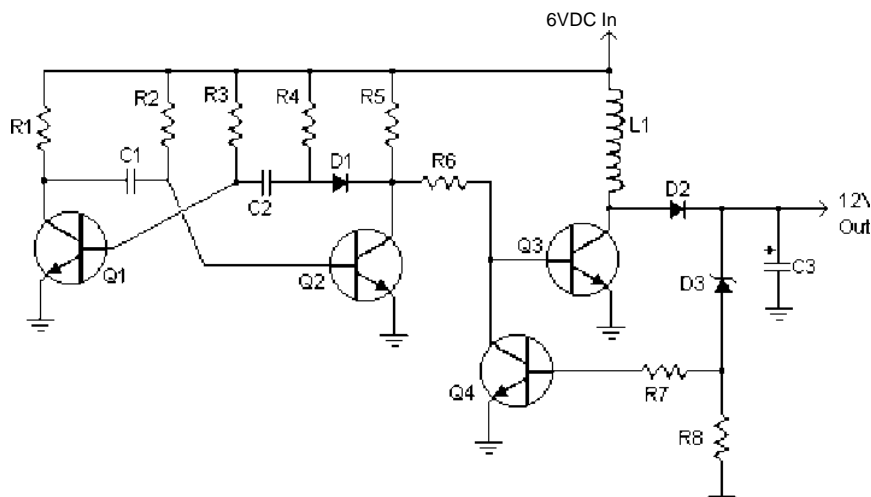 6VDC In
R1
R2
R3
R4
R5
L1
C1
C2
D1
R6
D2
12V
Out
Q1
Q2
Q3
D3
C3
+
Q4
R7
R8